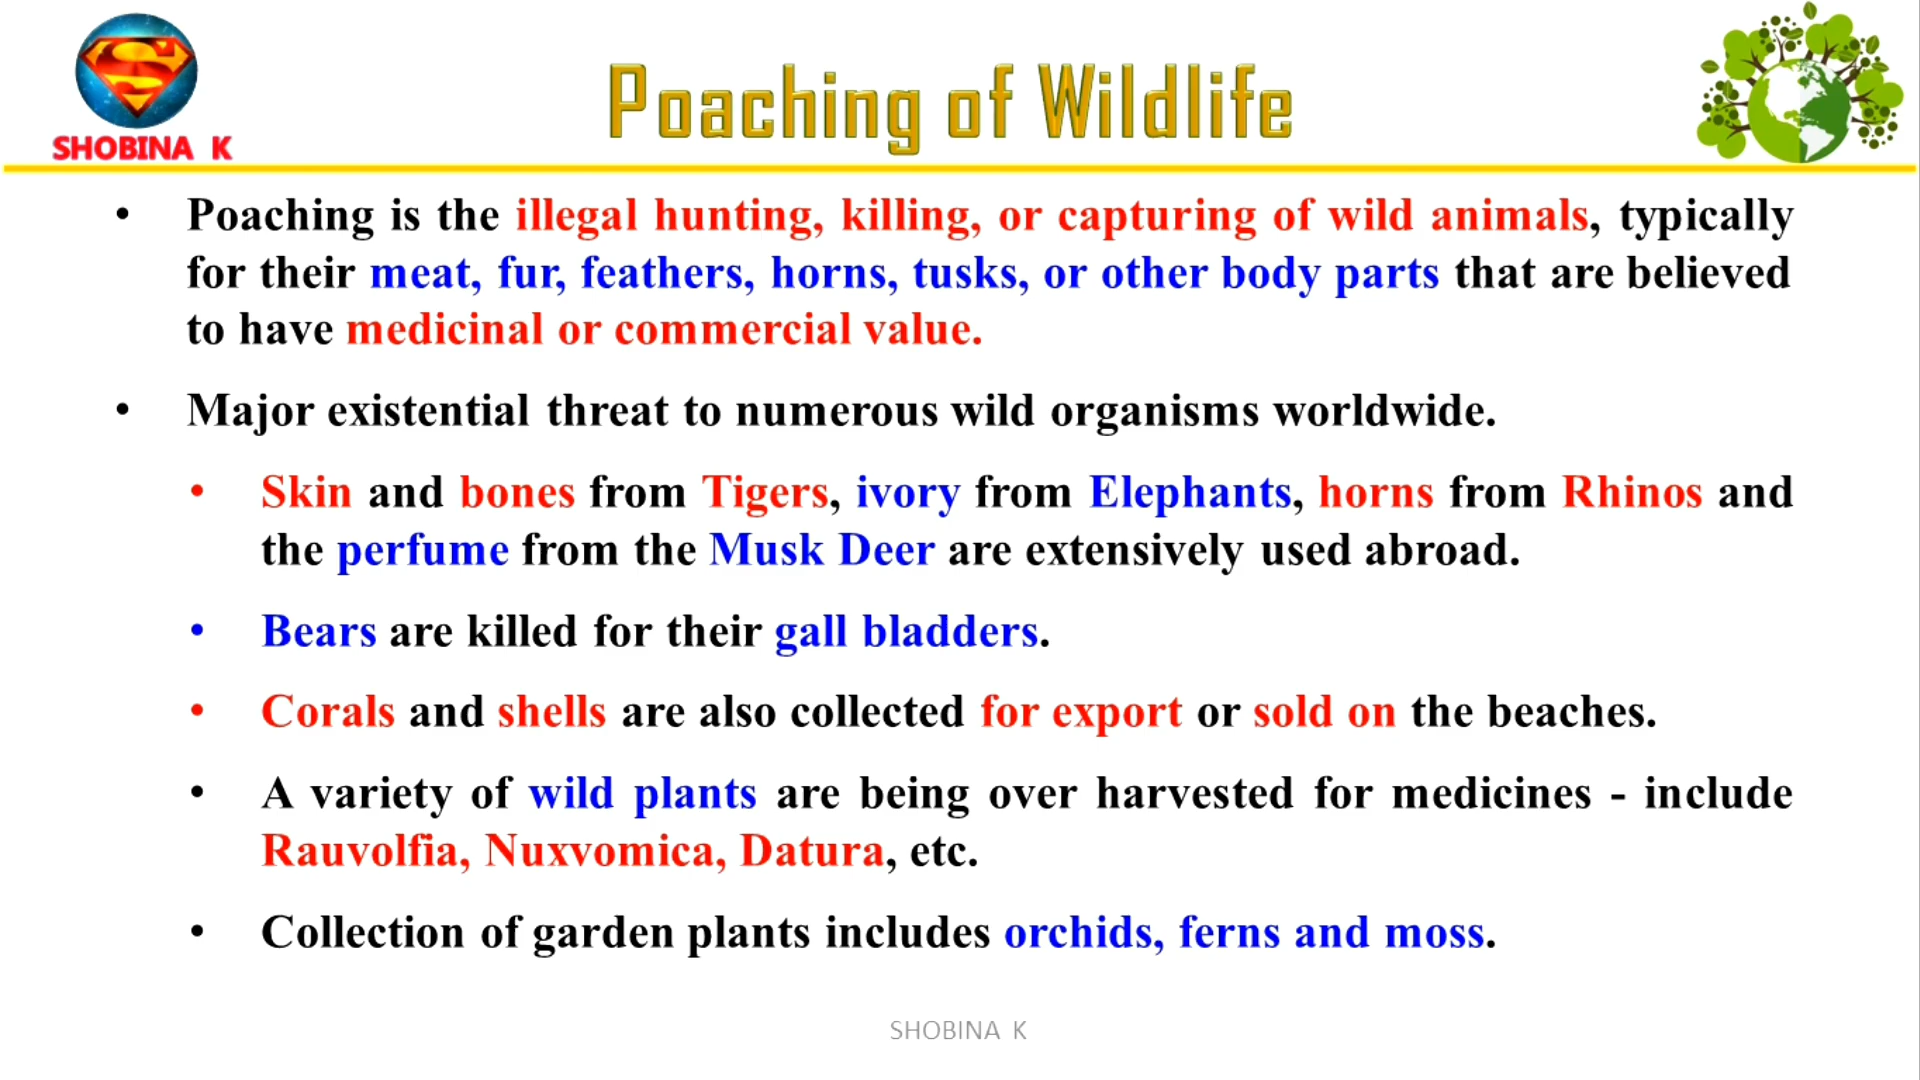 SHOBINA K
Poaching of Wildlife
• Poaching is the illegal hunting, killing, or capturing of wild animals, typically
for their meat, fur, feathers, horns, tusks, or other body parts that are believed
to have medicinal or commercial value.
• Major existential threat to numerous wild organisms worldwide.
• Skin and bones from Tigers, ivory from Elephants, horns from Rhinos and
the perfume from the Musk Deer are extensively used abroad.
• Bears are killed for their gall bladders.
• Corals and shells are also collected for export or sold on the beaches.
• A variety of wild plants are being over harvested for medicines - include
Rauvolfia, Nuxvomica, Datura, etc.
• Collection of garden plants includes orchids, ferns and moss.
SHOBINA K